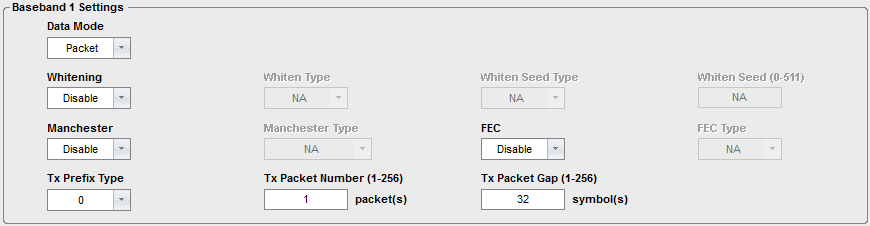 Baseband 1 Settings
Data Mode
Packet
Whitening Whiten Type Whiten Seed Type Whiten Seed (0-511)
Disable NA NA NA
Manchester Manchester Type FEC FEC Type
Disable NA Disable NA
Tx Prefix Type Tx Packet Number (1-256) Tx Packet Gap (1-256)
0 1 packet(s) 32 symbol(s)